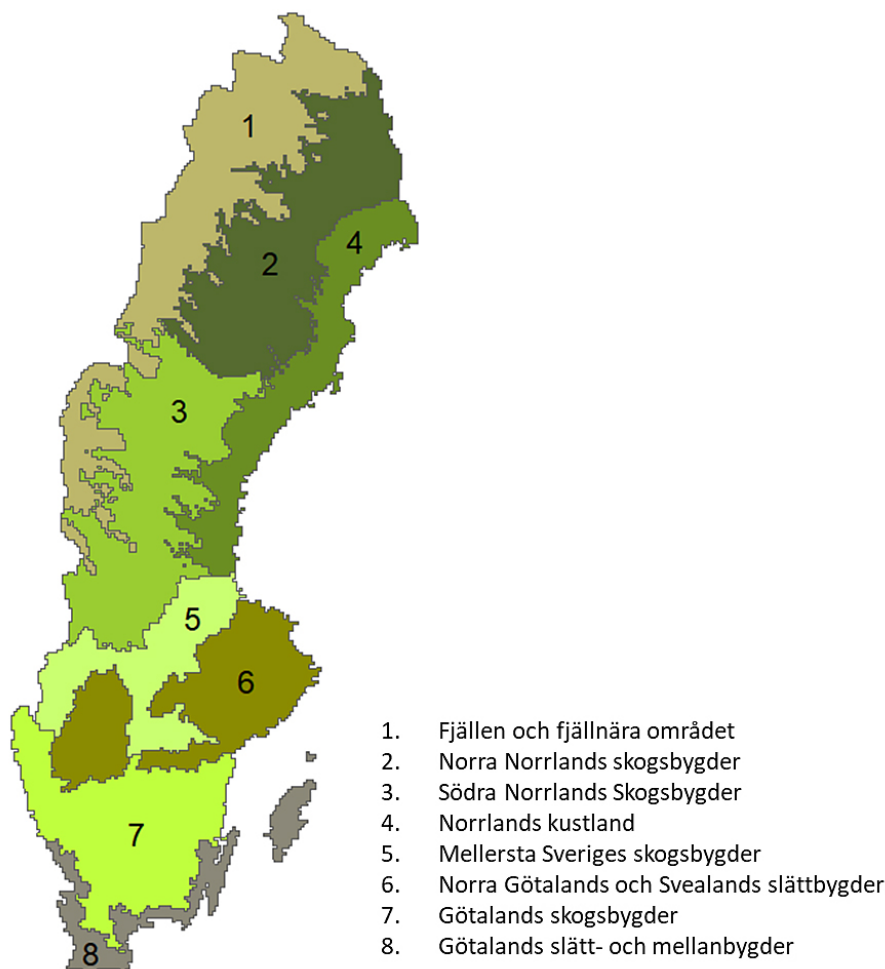 1
4
2
3
5
6
7
8
1. Fjällen och fjällnära området
2. Norra Norrlands skogsbygder
3. Södra Norrlands Skogsbygder
4. Norrlands kustland
5. Mellersta Sveriges skogsbygder
6. Norra Götalands och Svealands slättbygder
7. Götalands skogsbygder
8. Götalands slätt- och mellanbygder